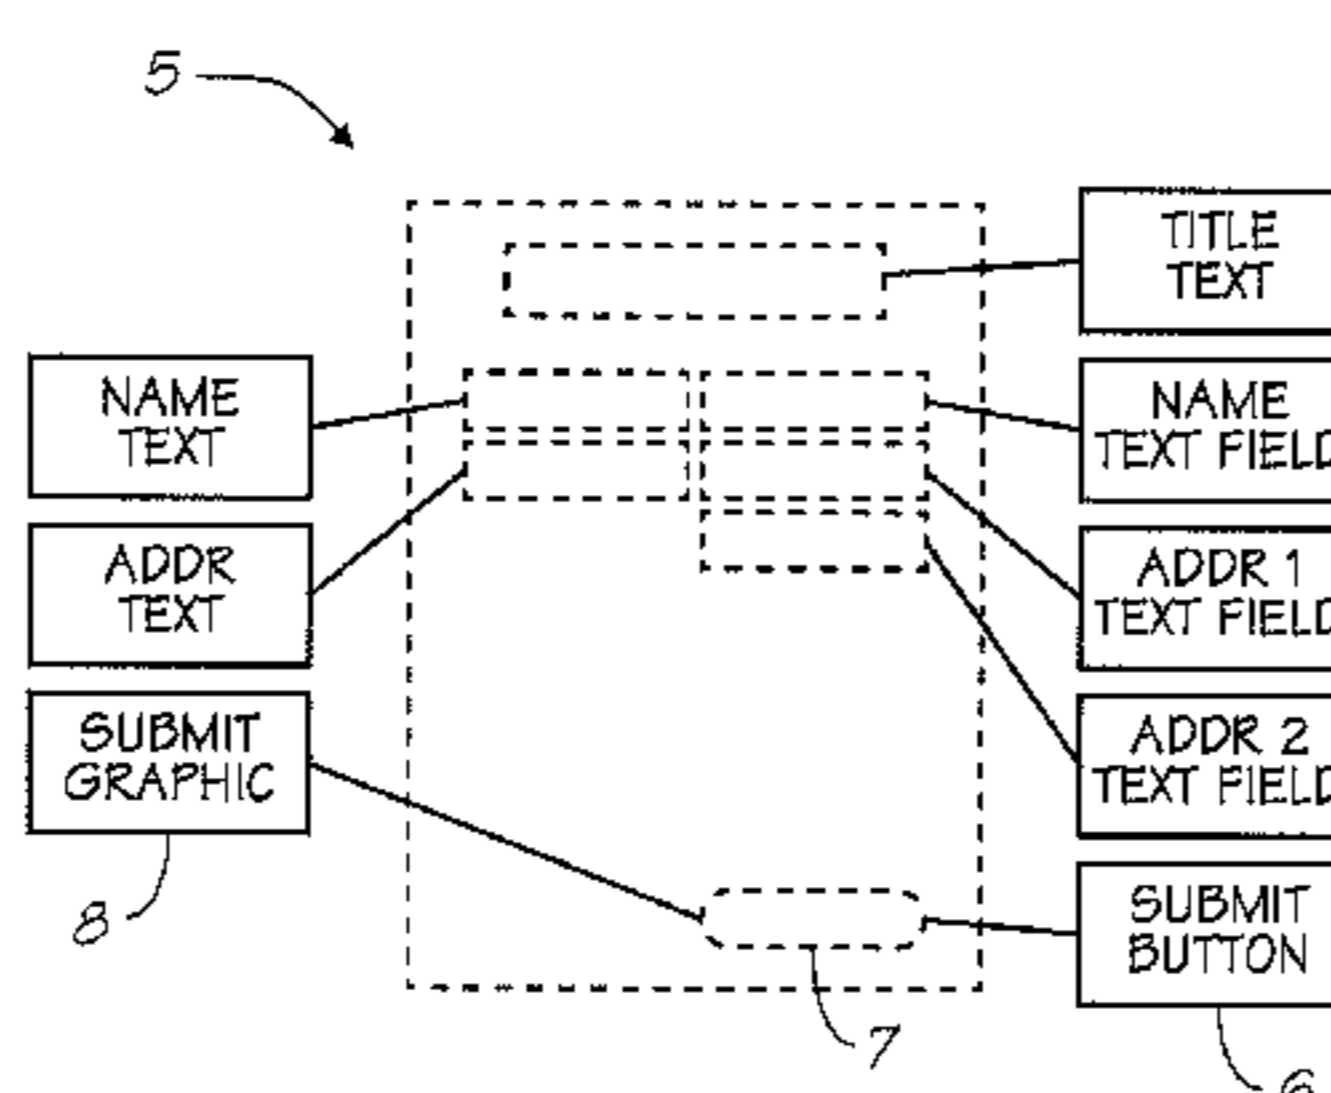 5
TITLE
TEXT
NAME
TEXT
NAME
TEXT FIELD
ADDR
TEXT
ADDR 1
TEXT FIELD
SUBMIT
GRAPHIC
ADDR 2
TEXT FIELD
8
SUBMIT
BUTTON
7
6